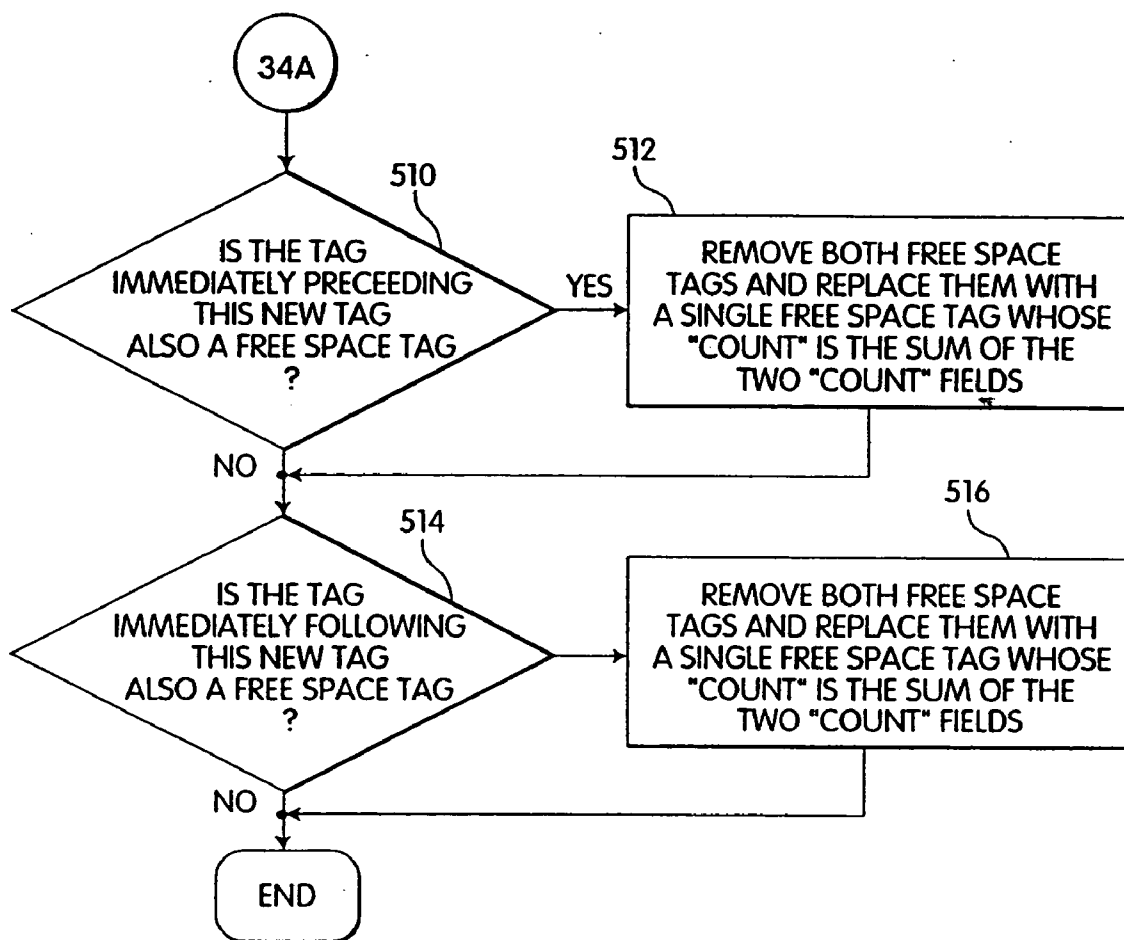 34A
510
IS THE TAG
IMMEDIATELY PRECEEDING
THIS NEW TAG
ALSO A FREE SPACE TAG
?
YES
512
REMOVE BOTH FREE SPACE
TAGS AND REPLACE THEM WITH
A SINGLE FREE SPACE TAG WHOSE
"COUNT" IS THE SUM OF THE
TWO "COUNT" FIELDS
NO
514
IS THE TAG
IMMEDIATELY FOLLOWING
THIS NEW TAG
ALSO A FREE SPACE TAG
?
516
REMOVE BOTH FREE SPACE
TAGS AND REPLACE THEM WITH
A SINGLE FREE SPACE TAG WHOSE
"COUNT" IS THE SUM OF THE
TWO "COUNT" FIELDS
NO
END